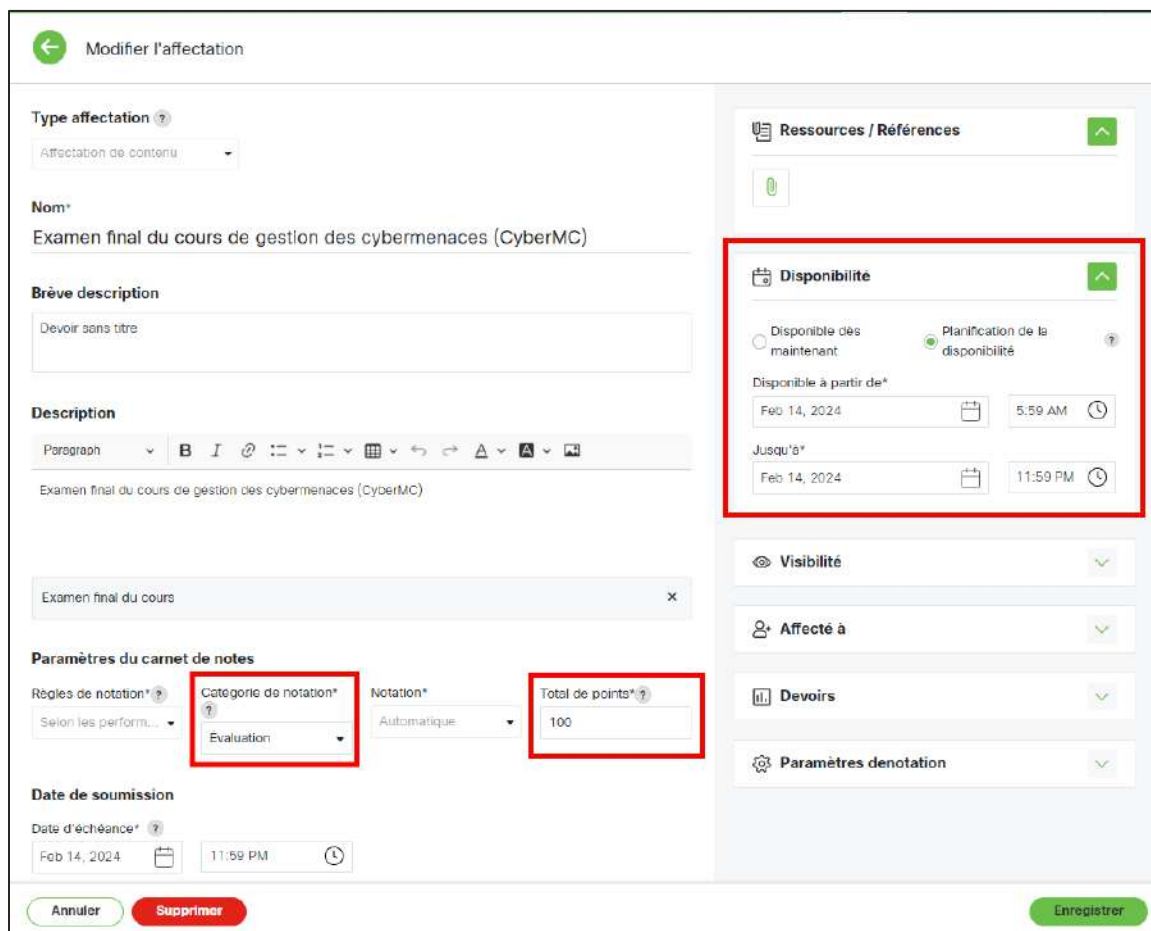 Modifier l'affectation
Type affectation ?
Affectation de contenu
Nom*
Examen final du cours de gestion des cybermenaces (CyberMC)
Brève description
Devoir sans titre
Description
Paragraph B I A A
Examen final du cours de gestion des cybermenaces (CyberMC)
Examen final du cours ×
Paramètres du carnet de notes
Règles de notation* ?
Selon les perform...
Catégorie de notation*
?
Évaluation
Notation*
Automatique
Total de points* ?
100
Date de soumission
Date d'échéance* ?
Feb 14, 2024 11:59 PM
Ressources / Références
Disponibilité
Disponible dès
maintenant
Planification de la
disponibilité
?
Disponible à partir de*
Feb 14, 2024 5:59 AM
Jusqu'à*
Feb 14, 2024 11:59 PM
Visibilité
Affecté à
Devoirs
Paramètres denotation
Annuler Supprimer Enregistrer